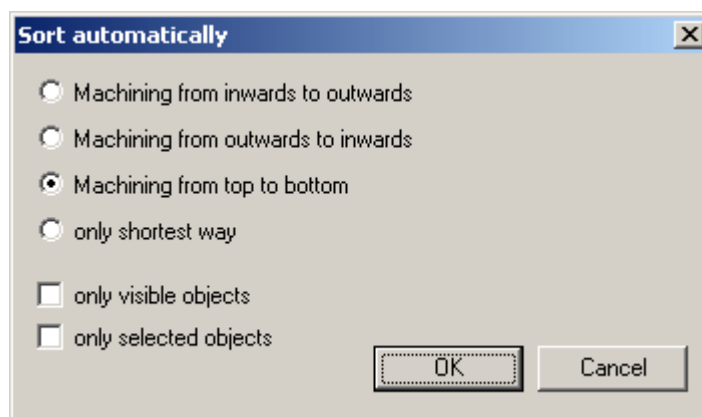 Sort automatically
Machining from inwards to outwards
Machining from outwards to inwards
Machining from top to bottom
only shortest way
only visible objects
only selected objects
OK
Cancel